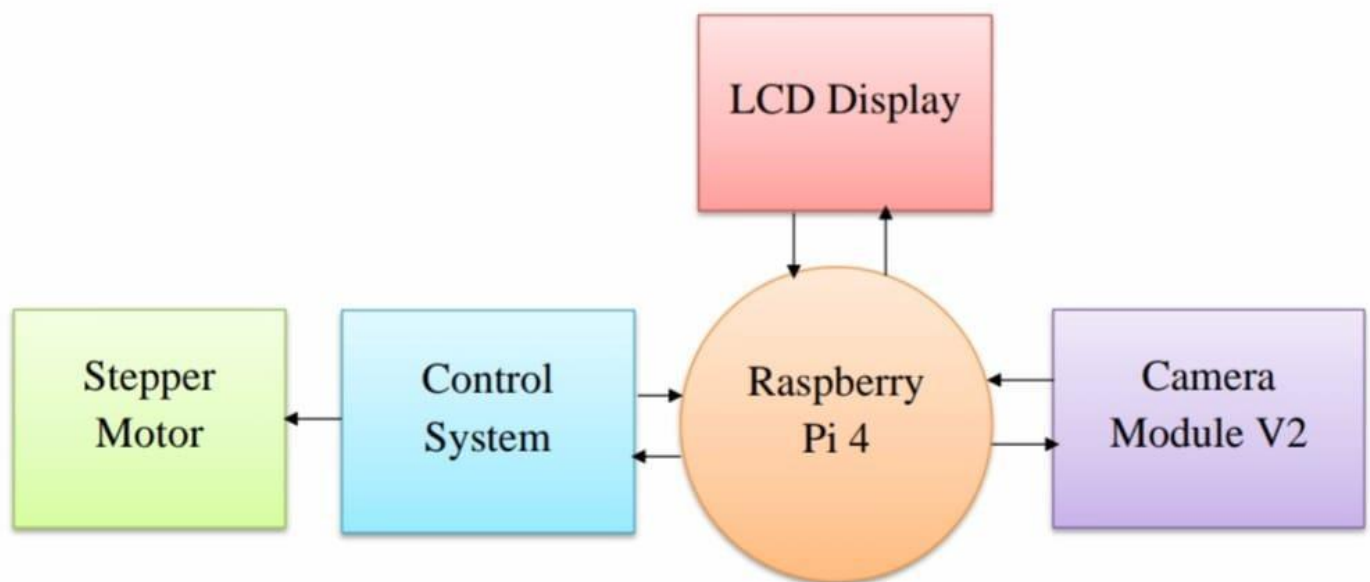 LCD Display
Stepper
Motor
Control
System
Raspberry
Pi 4
Camera
Module V2